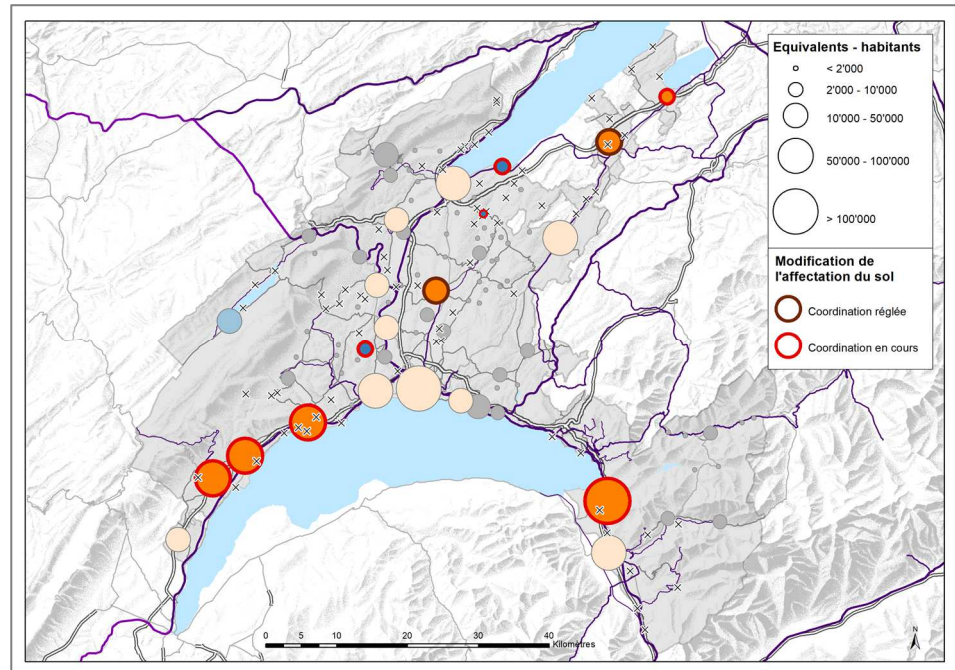 Equivalents - habitants
< 2'000
2'000 - 10'000
10'000 - 50'000
50'000 - 100'000
> 100'000
Modification de
l'affectation du sol
Coordination réglée
Coordination en cours
0 5 10 20 30 40
Kilomètres
N